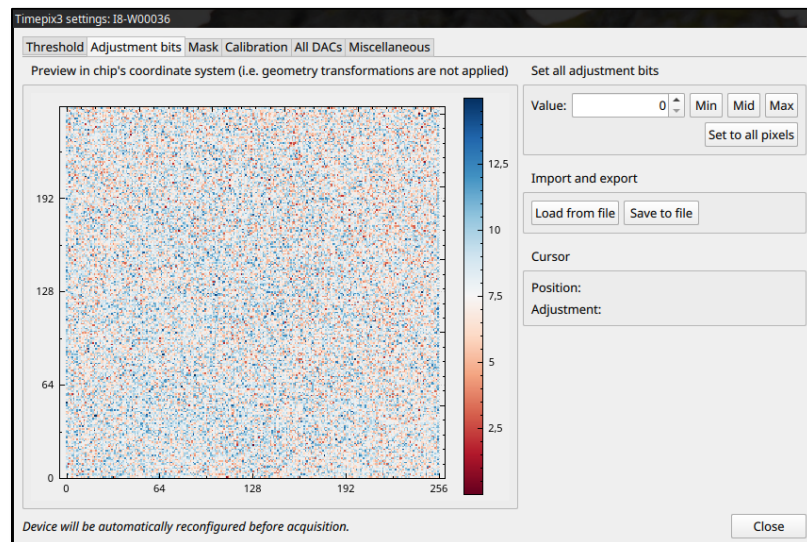 Timepix3 settings: I8-W00036
Threshold Adjustment bits Mask Calibration All DACs Miscellaneous
Preview in chip's coordinate system (i.e. geometry transformations are not applied)
192
128
64
0
0 64 128 192 256
12,5
10
7,5
5
2,5
Set all adjustment bits
Value: 0 Min Mid Max
Set to all pixels
Import and export
Load from file Save to file
Cursor
Position:
Adjustment:
Device will be automatically reconfigured before acquisition.
Close